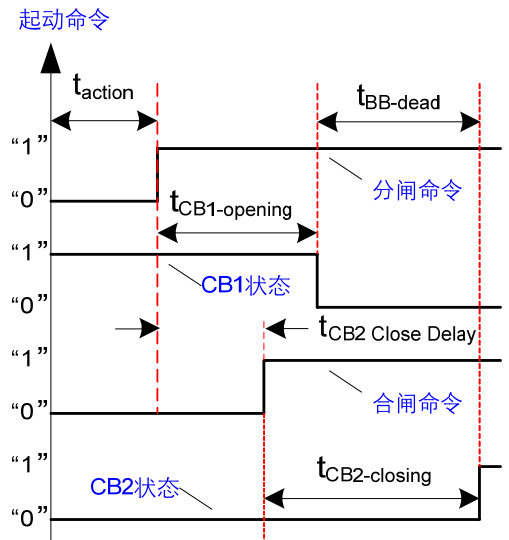 起动命令
taction
tBB-dead
“1”
“0”
分闸命令
tCB1-opening
“1”
CB1状态
“0”
tCB2 Close Delay
“1”
合闸命令
“0”
“1”
tCB2-closing
CB2状态
“0”